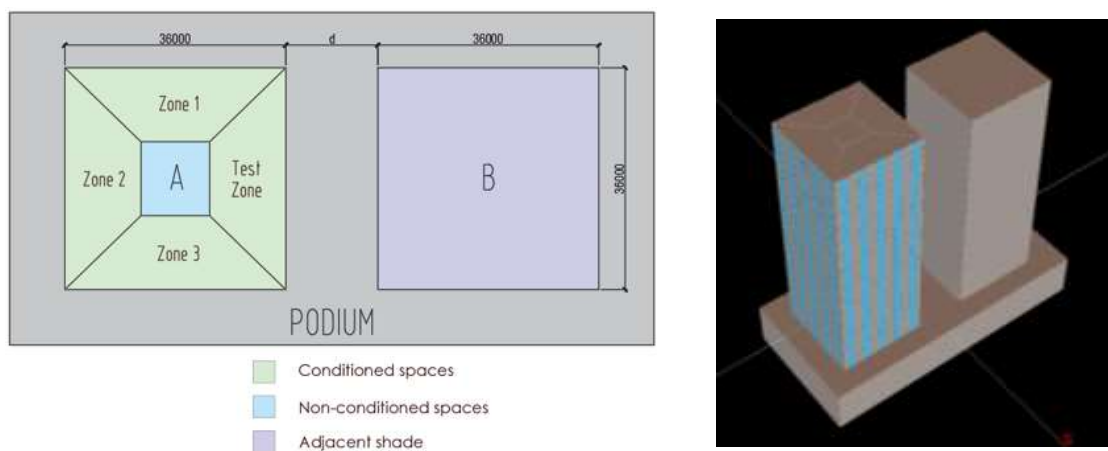 36000 d 36000
Zone 1
Zone 2 A Test Zone B 36000
Zone 3
PODIUM
Conditioned spaces
Non-conditioned spaces
Adjacent shade